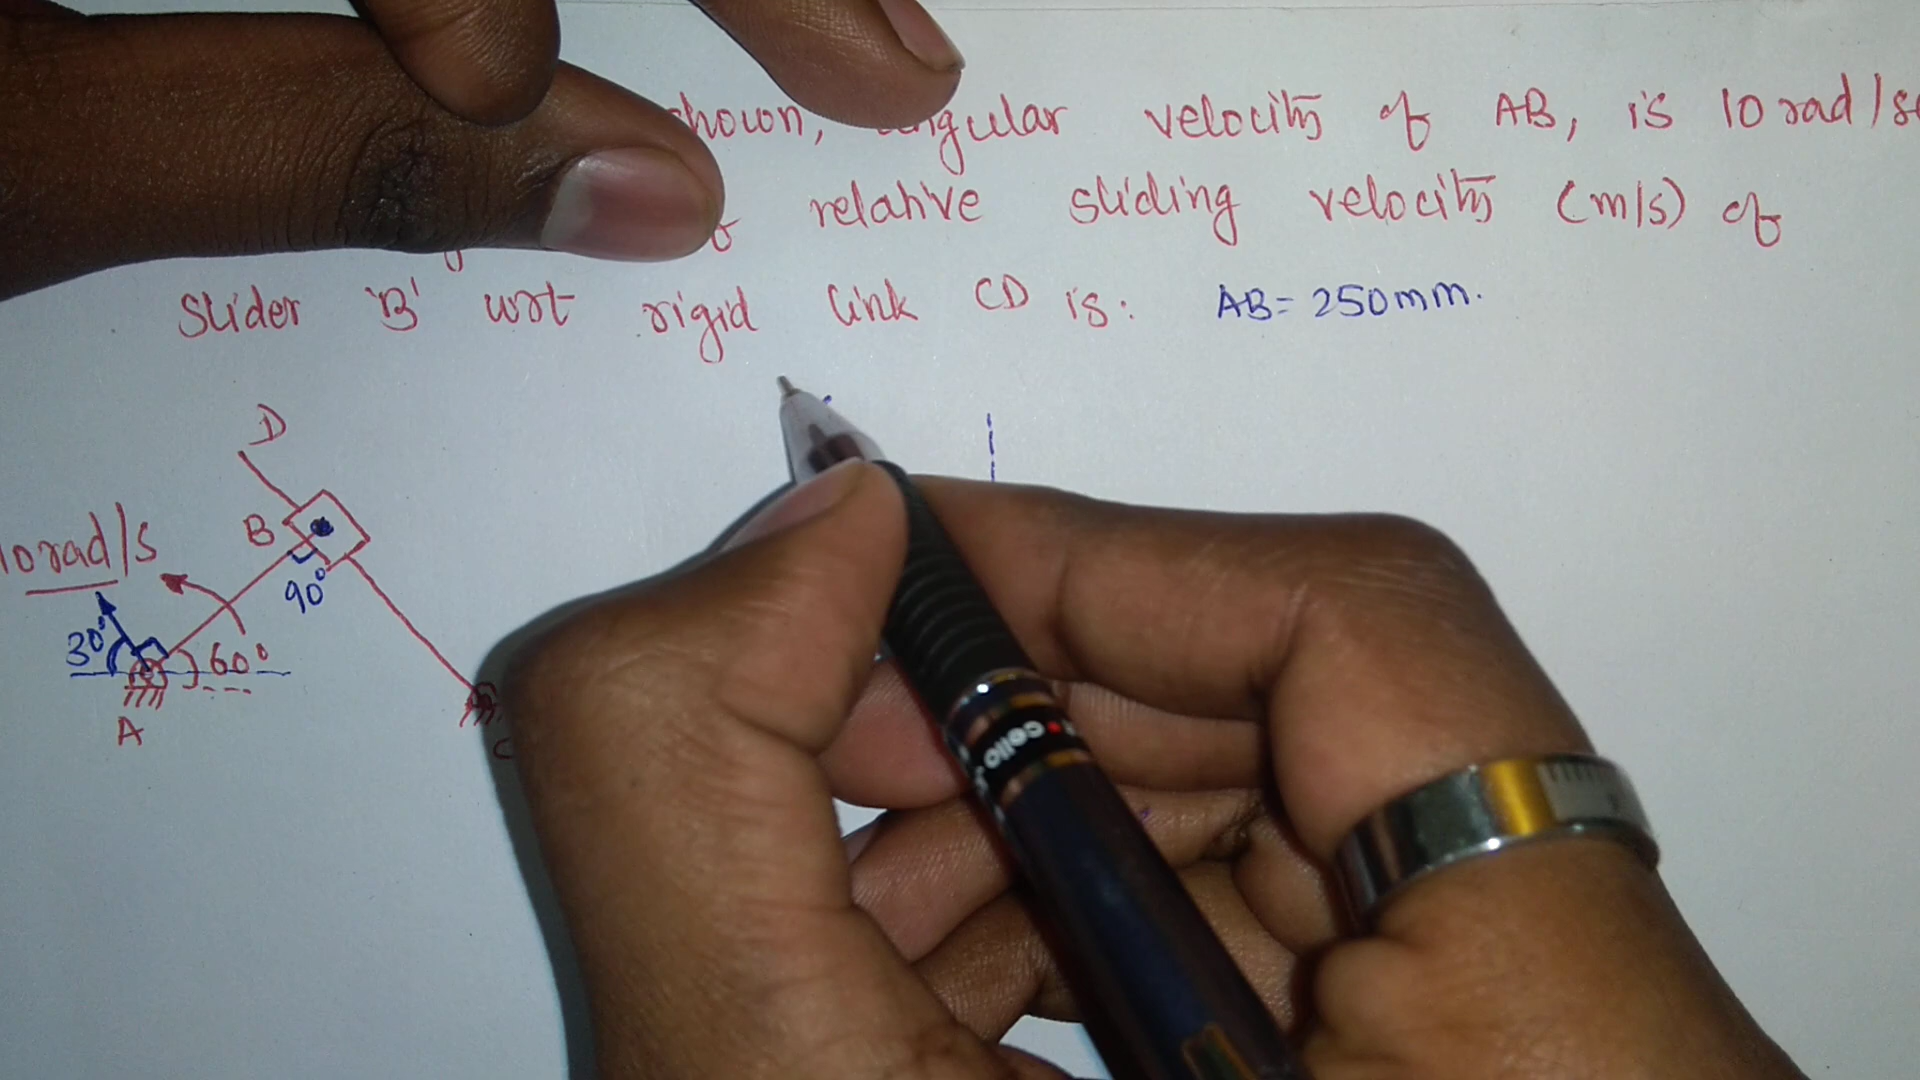 shown, angular velocity of AB, is 10 rad/s
relative sliding velocity (m/s) of
slider 'B' wrt rigid link CD is: AB= 250mm.
D
B
10 rad/s
90°
30°
60°
A
C
cello